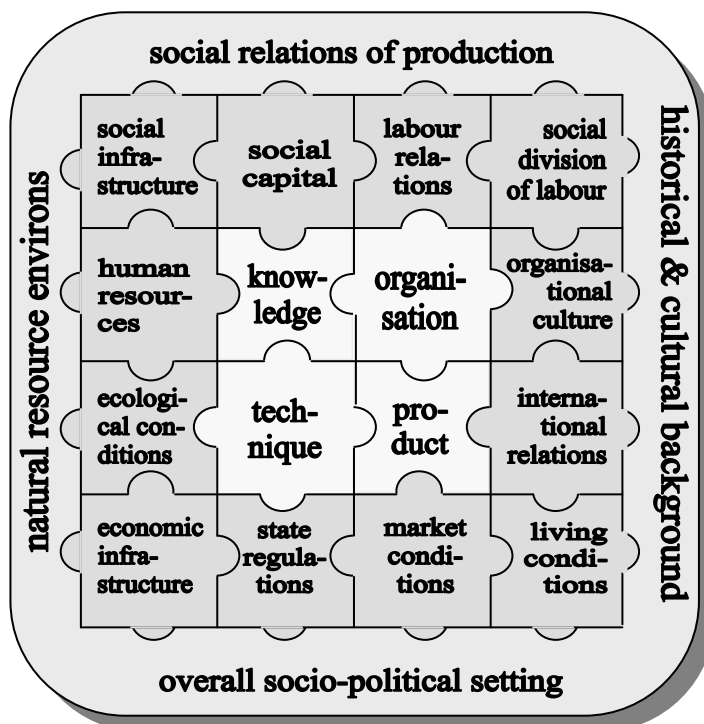 social relations of production
natural resource environs
social
infra-
structure
social
capital
labour
rela-
tions
social
division
of labour
human
resour-
ces
know-
ledge
organi-
sation
organisa-
tional
culture
ecologi-
cal con-
ditions
tech-
nique
pro-
duct
interna-
tional
relations
economic
infra-
structure
state
regula-
tions
market
condi-
tions
living
condi-
tions
historical & cultural background
overall socio-political setting